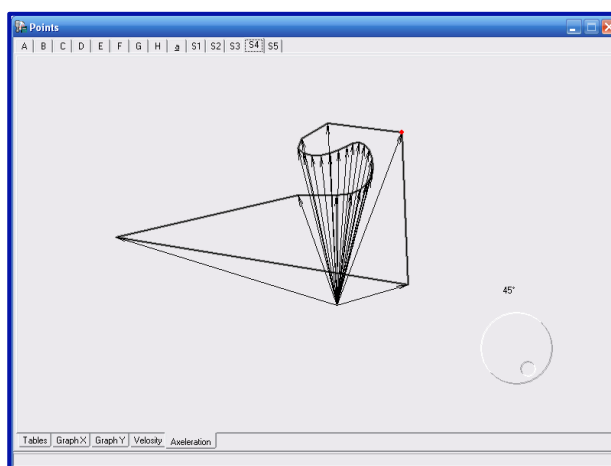 Points
A B C D E F G H a S1 S2 S3 S4 S5
45°
Tables Graph X Graph Y Velosity Axeleration